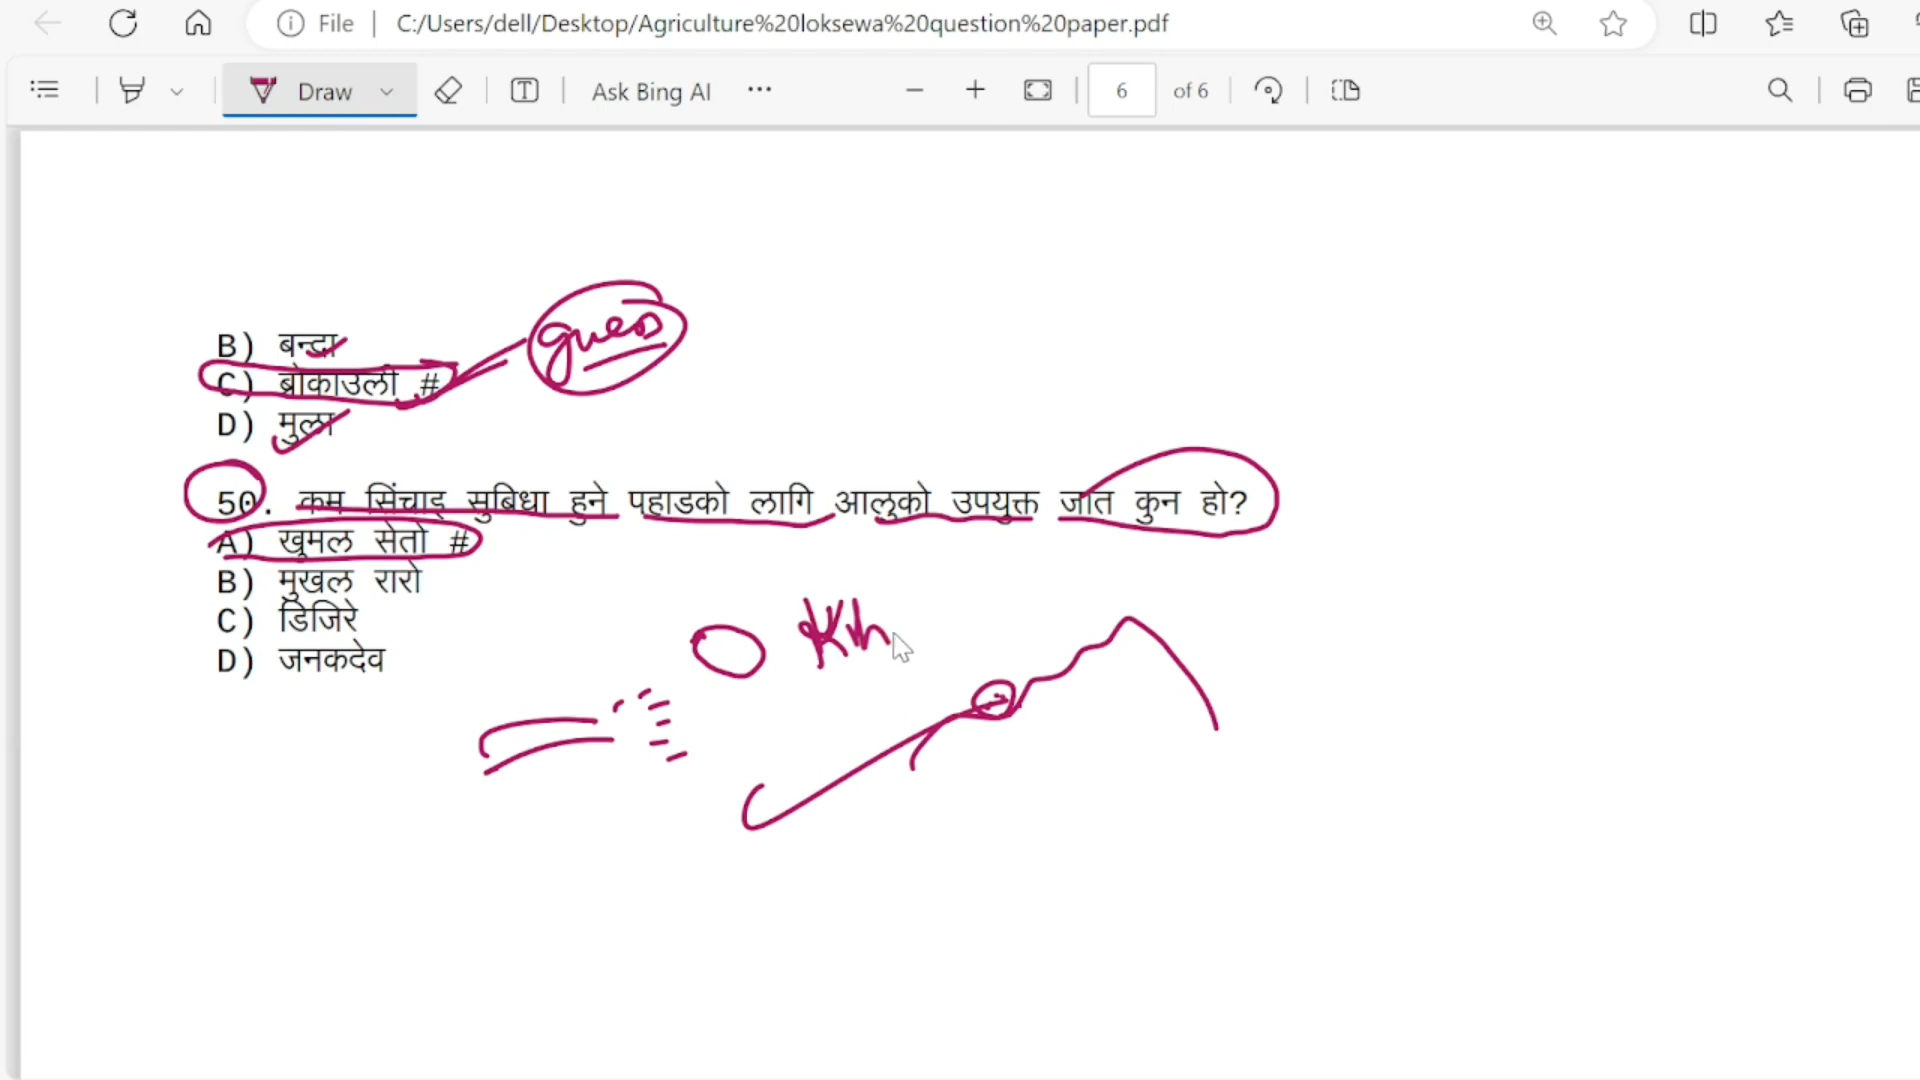 File | C:/Users/dell/Desktop/Agriculture%20loksewa%20question%20paper.pdf
Draw Ask Bing AI ... 6 of 6
B) बन्दा
guess
C) ब्रोकाउली #
D) मुला
50. कम सिंचाइ सुबिधा हुने पहाडको लागि आलुको उपयुक्त जात कुन हो?
A) खुमल सेतो #
B) मुखल रारो
C) डिजिरे
D) जनकदेव
Kh